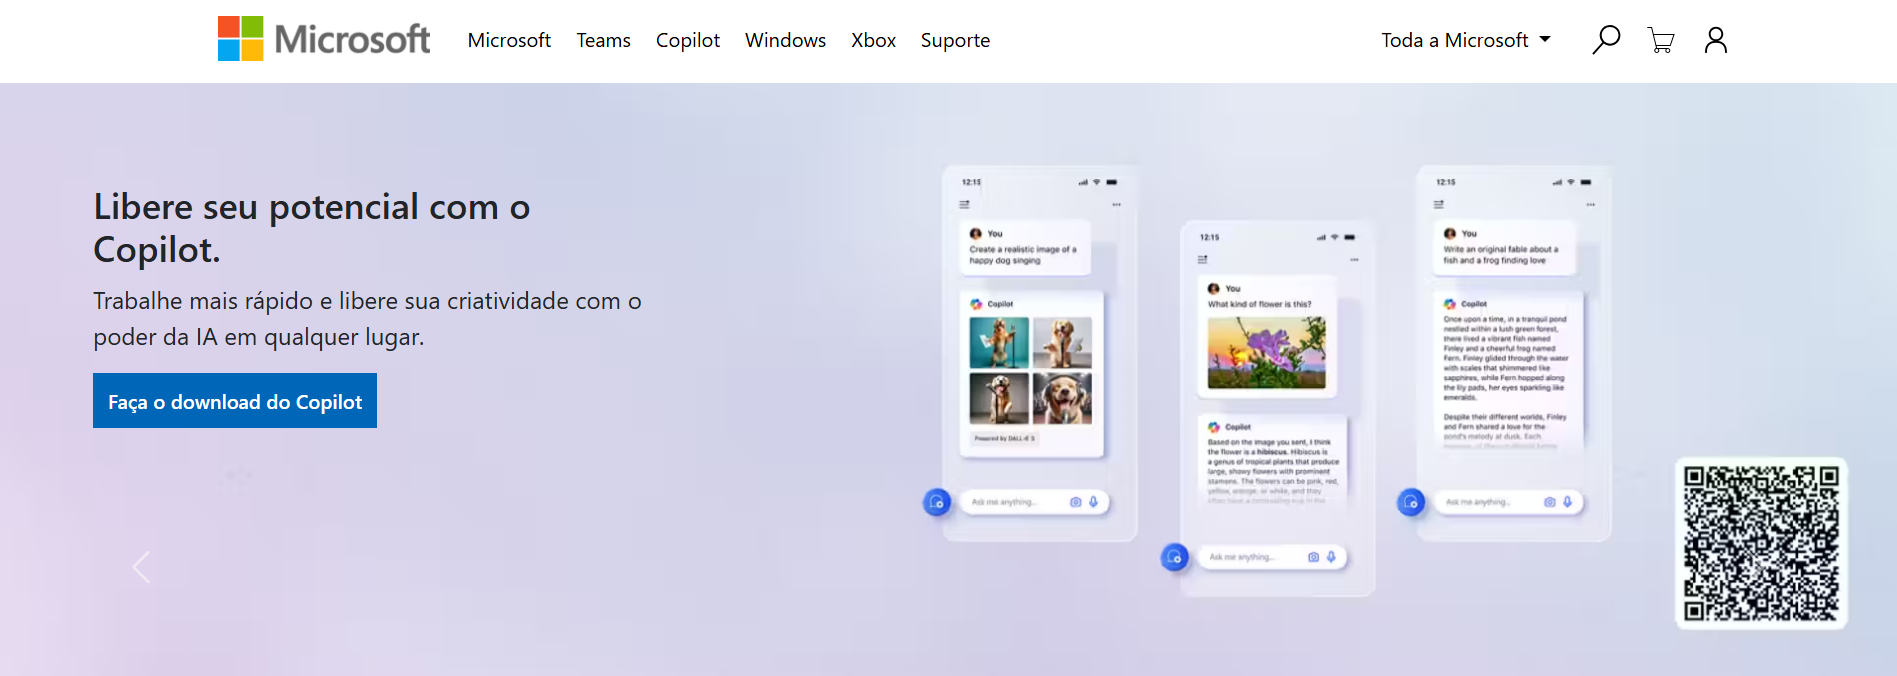 Microsoft
Microsoft Teams Copilot Windows Xbox Suporte
Toda a Microsoft
Libere seu potencial com o
Copilot.
Trabalhe mais rápido e libere sua criatividade com o
poder da IA em qualquer lugar.
Faça o download do Copilot
12:15
You
Create a realistic image of a
happy dog singing
Copilot
Powered by DALL·E 3
Ask me anything...
12:15
You
What kind of flower is this?
Copilot
Based on the image you sent, I think
the flower is a hibiscus. Hibiscus is
a genus of tropical plants that produce
large, showy flowers with prominent
stamens. The flowers can be pink, red,
yellow, orange, or white, and they
often have a contrasting eye in the
Ask me anything...
12:15
You
Write an original fable about a
fish and a frog finding love
Copilot
Once upon a time, in a tranquil pond
nestled within a lush green forest,
there lived a vibrant fish named
Finley and a cheerful frog named
Fern. Finley glided through the water
with scales that shimmered like
sapphires, while Fern hopped along
the lily pads, her eyes sparkling like
emeralds.
Despite their different worlds, Finley
and Fern shared a love for the
pond's melody at dusk. Each
Ask me anything...